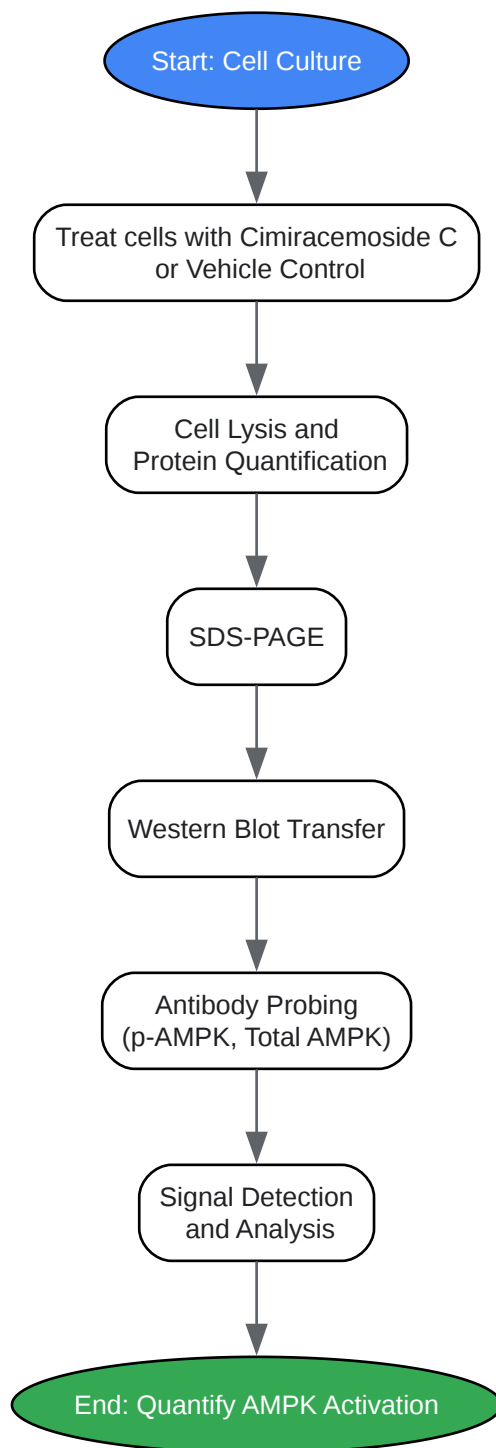 Start: Cell Culture
Treat cells with Cimiracemoside C
or Vehicle Control
Cell Lysis and
Protein Quantification
SDS-PAGE
Western Blot Transfer
Antibody Probing
(p-AMPK, Total AMPK)
Signal Detection
and Analysis
End: Quantify AMPK Activation